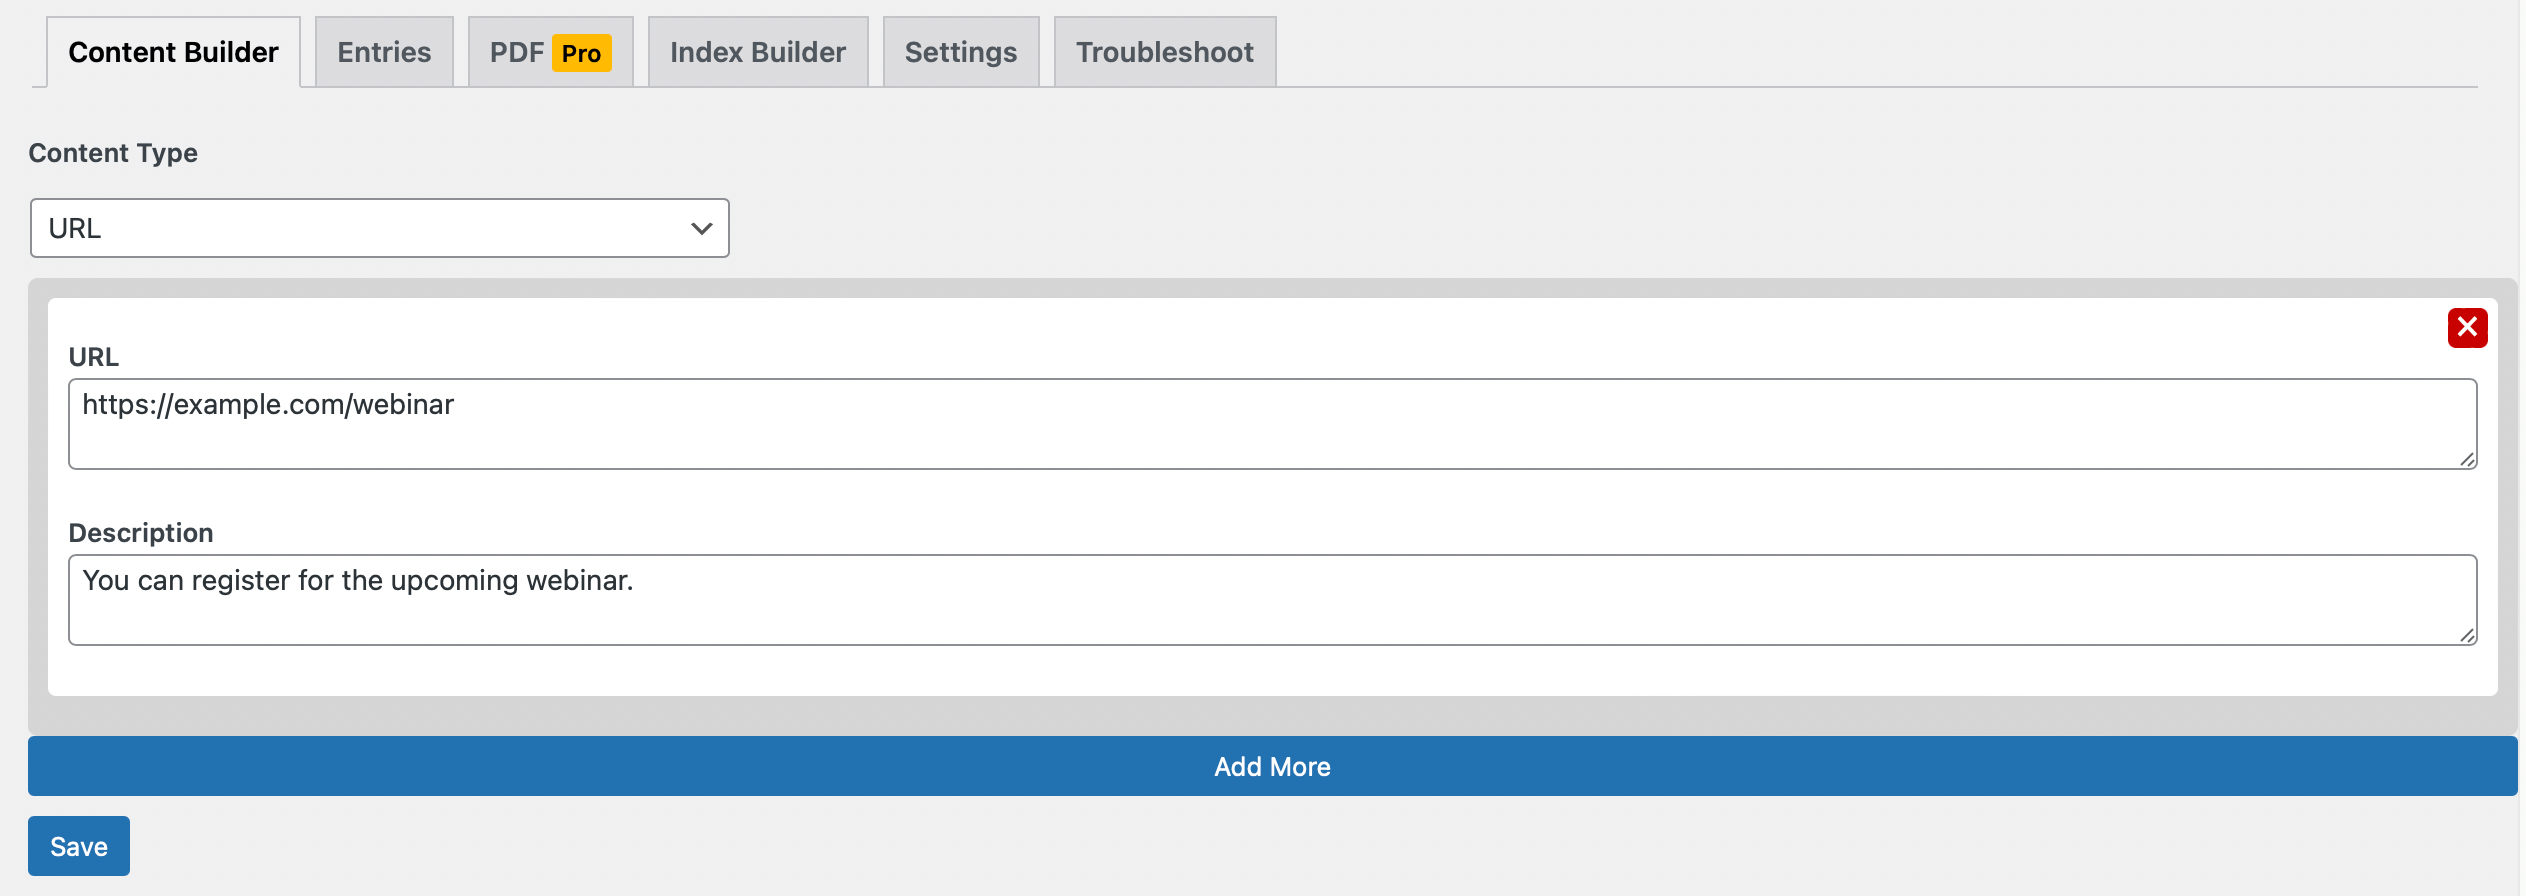 Content Builder Entries PDF Pro Index Builder Settings Troubleshoot
Content Type
URL
URL
https://example.com/webinar
Description
You can register for the upcoming webinar.
Add More
Save